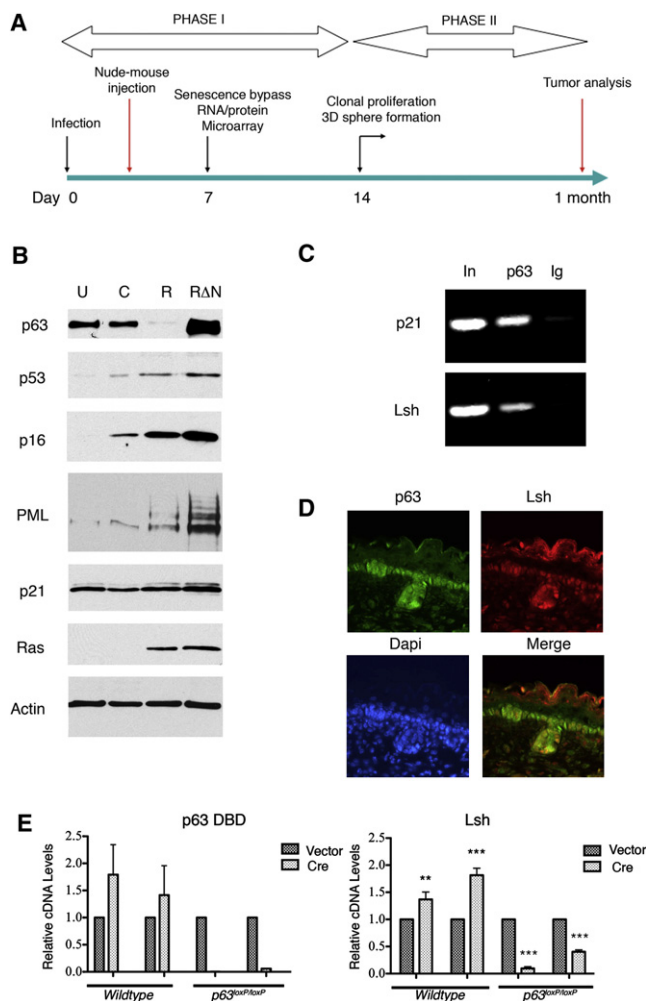 A
PHASE I
PHASE II
Nude-mouse
injection
Tumor analysis
Senescence bypass
RNA/protein
Microarray
Clonal proliferation
3D sphere formation
Infection
Day 0 7 14 1 month
B
U C R RΔN
p63
p53
p16
PML
p21
Ras
Actin
C
In p63 Ig
p21
Lsh
D
p63 Lsh
Dapi Merge
E
p63 DBD
Relative cDNA Levels
2.5
2.0
1.5
1.0
0.5
0.0
Vector
Cre
Wildtype p63loxP/loxP
Lsh
Relative cDNA Levels
2.5
2.0
1.5
1.0
0.5
0.0
** *** *** ***
Vector
Cre
Wildtype p63loxP/loxP